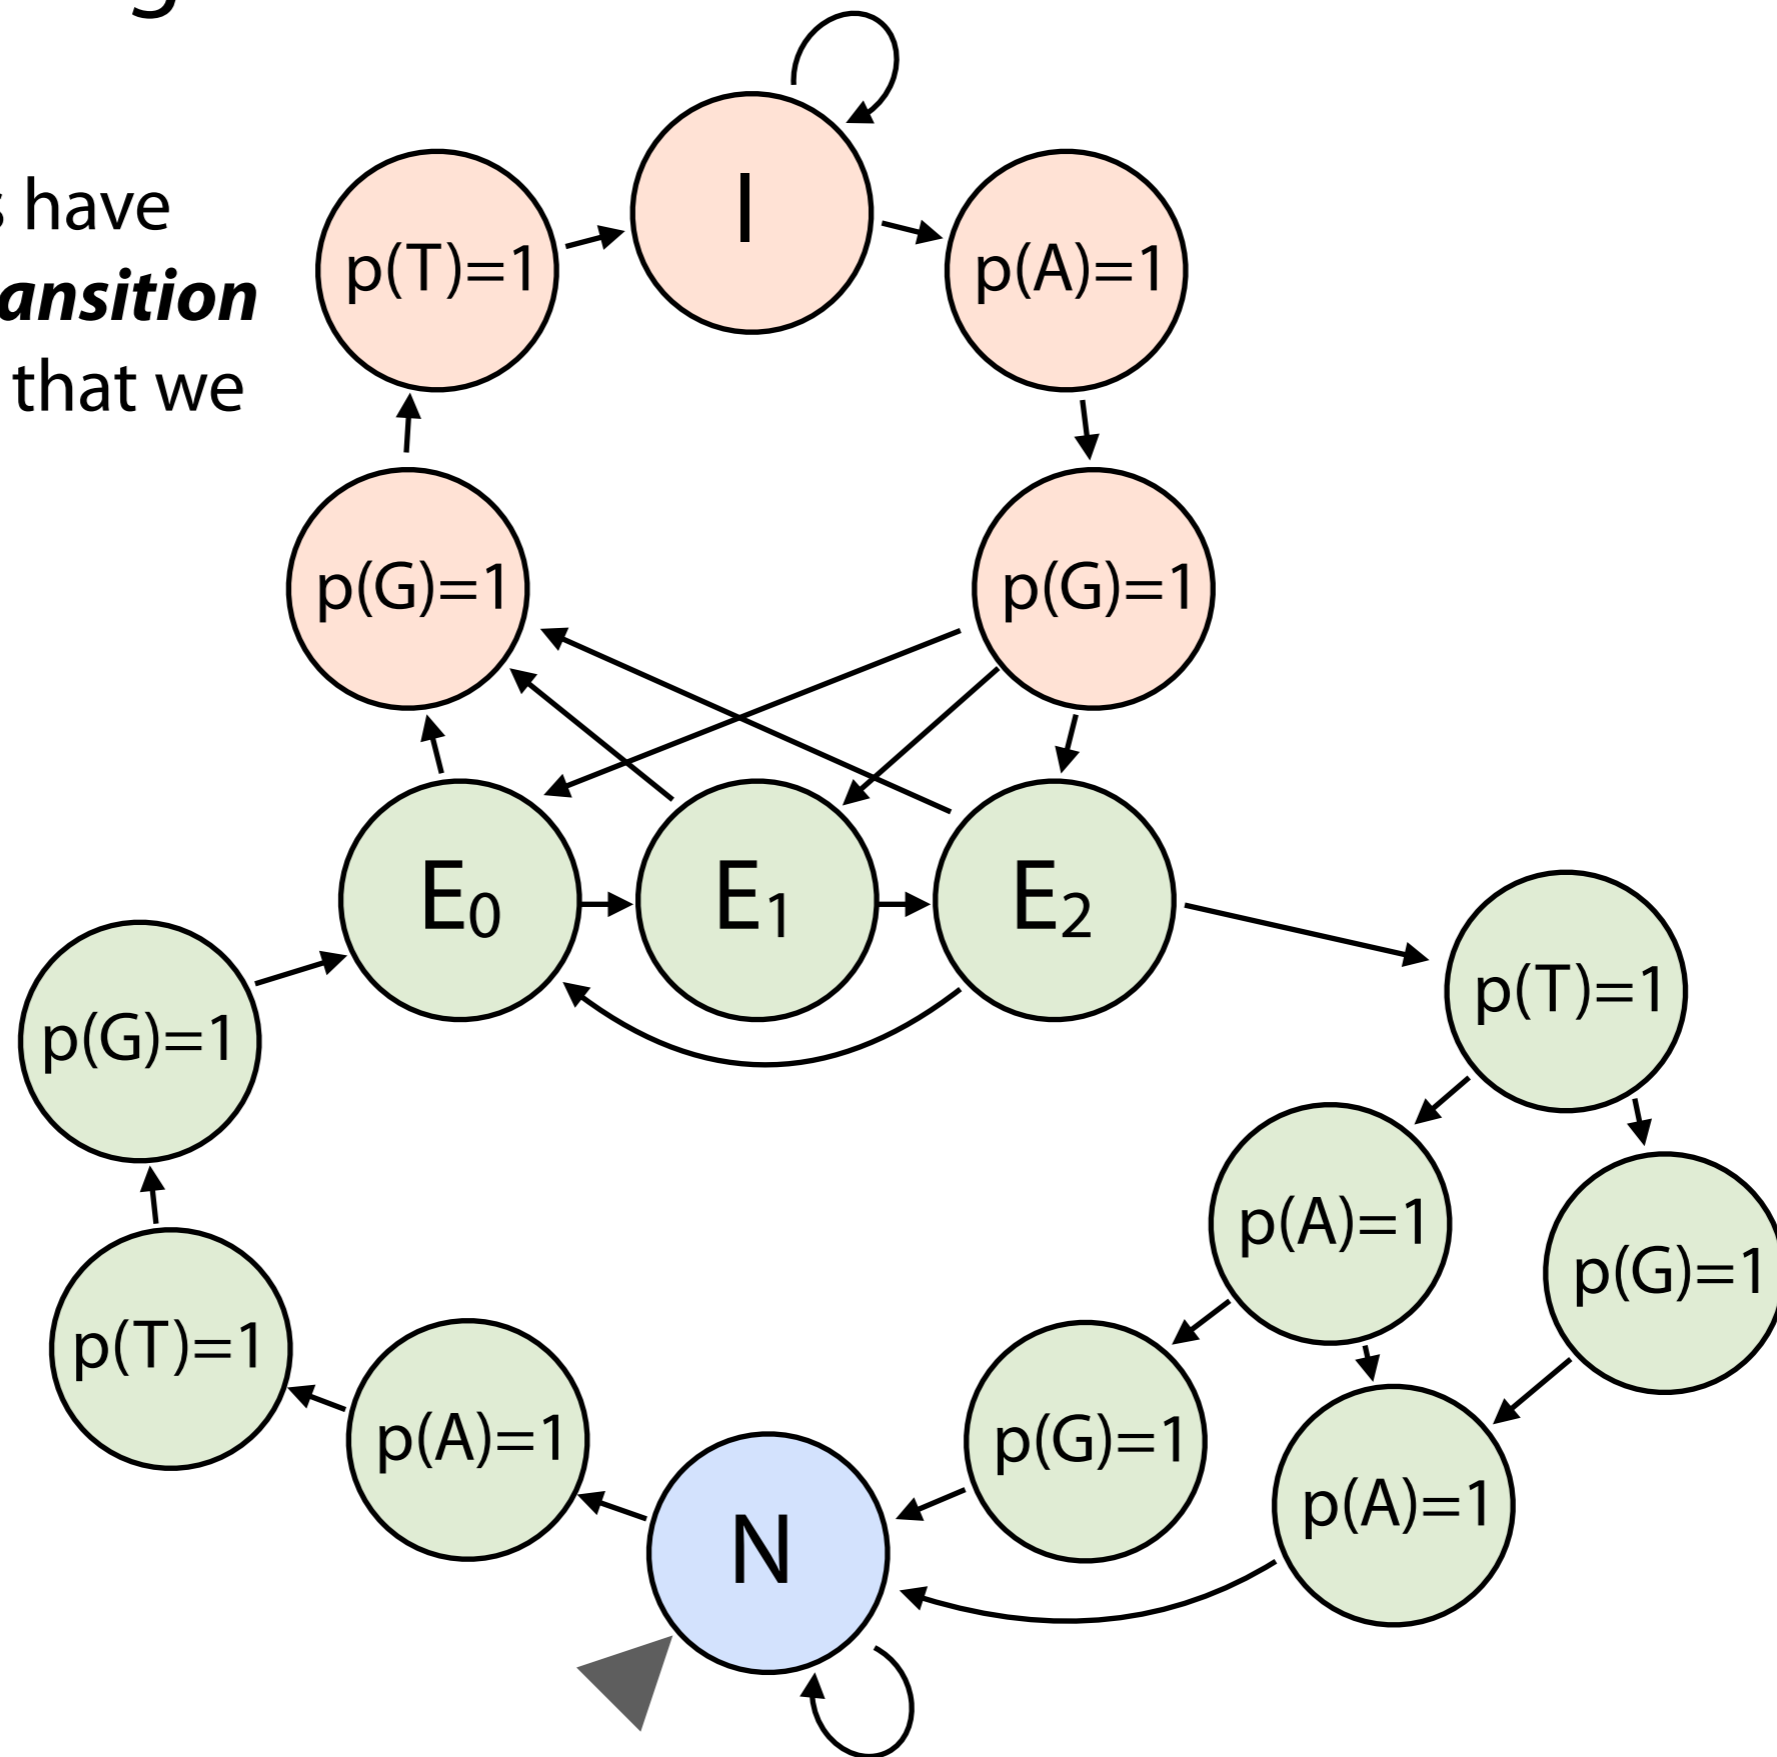 I
s have
p(T)=1
p(A)=1
ansition
that we
p(G)=1
p(G)=1
E0
E1
E2
p(T)=1
p(G)=1
p(A)=1
p(G)=1
p(T)=1
p(A)=1
p(G)=1
p(A)=1
N